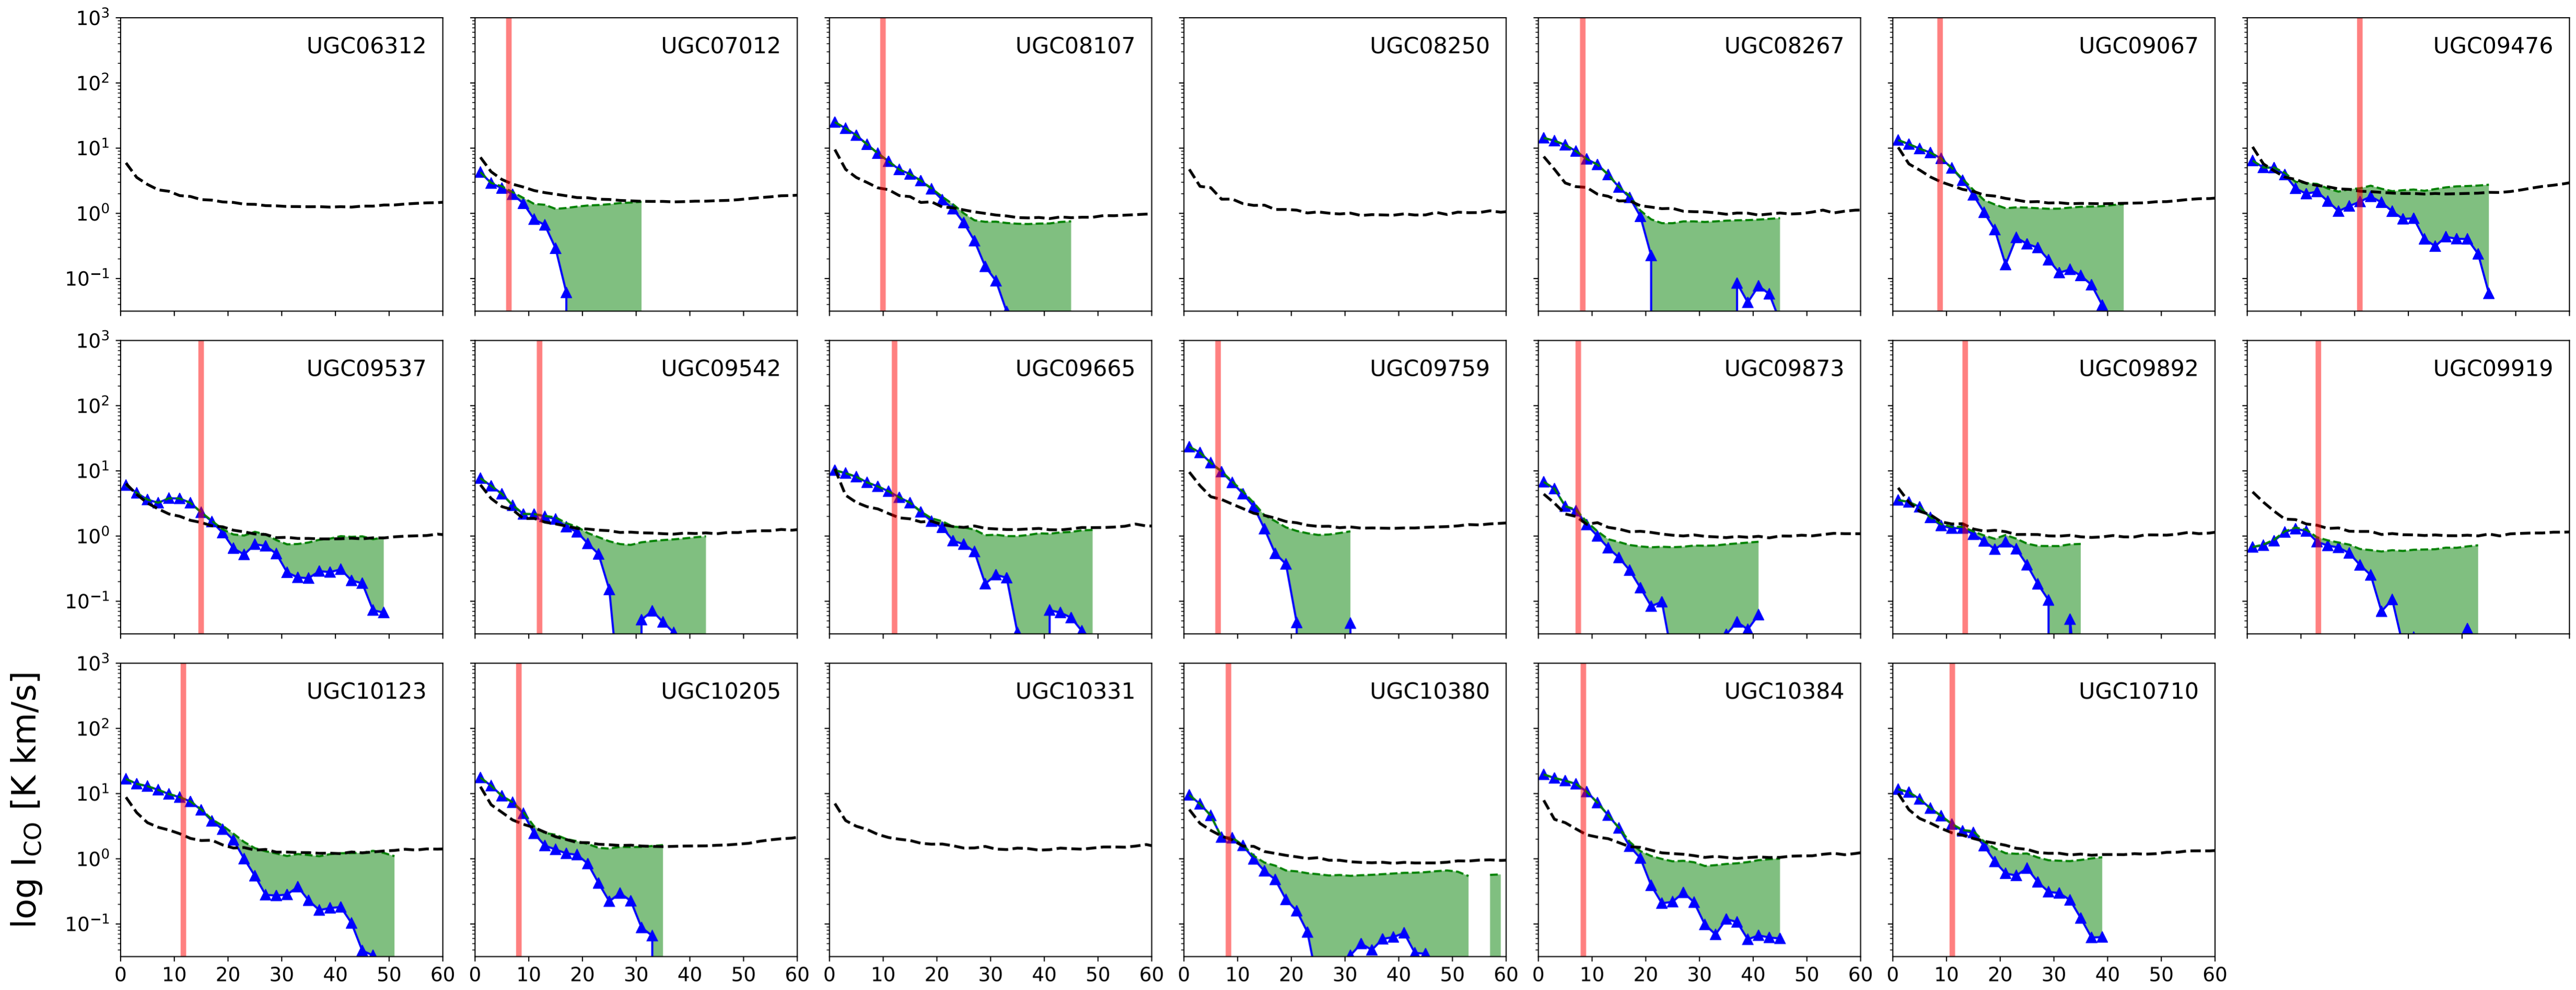 10³ UGC06312 UGC07012 UGC08107 UGC08250 UGC08267 UGC09067 UGC09476
10²
10¹
10⁰
10⁻¹
10³ UGC09537 UGC09542 UGC09665 UGC09759 UGC09873 UGC09892 UGC09919
10²
10¹
10⁰
10⁻¹
log I_CO [K km/s]
10³ UGC10123 UGC10205 UGC10331 UGC10380 UGC10384 UGC10710
10²
10¹
10⁰
10⁻¹
0 10 20 30 40 50 60 0 10 20 30 40 50 60 0 10 20 30 40 50 60 0 10 20 30 40 50 60 0 10 20 30 40 50 60 0 10 20 30 40 50 60